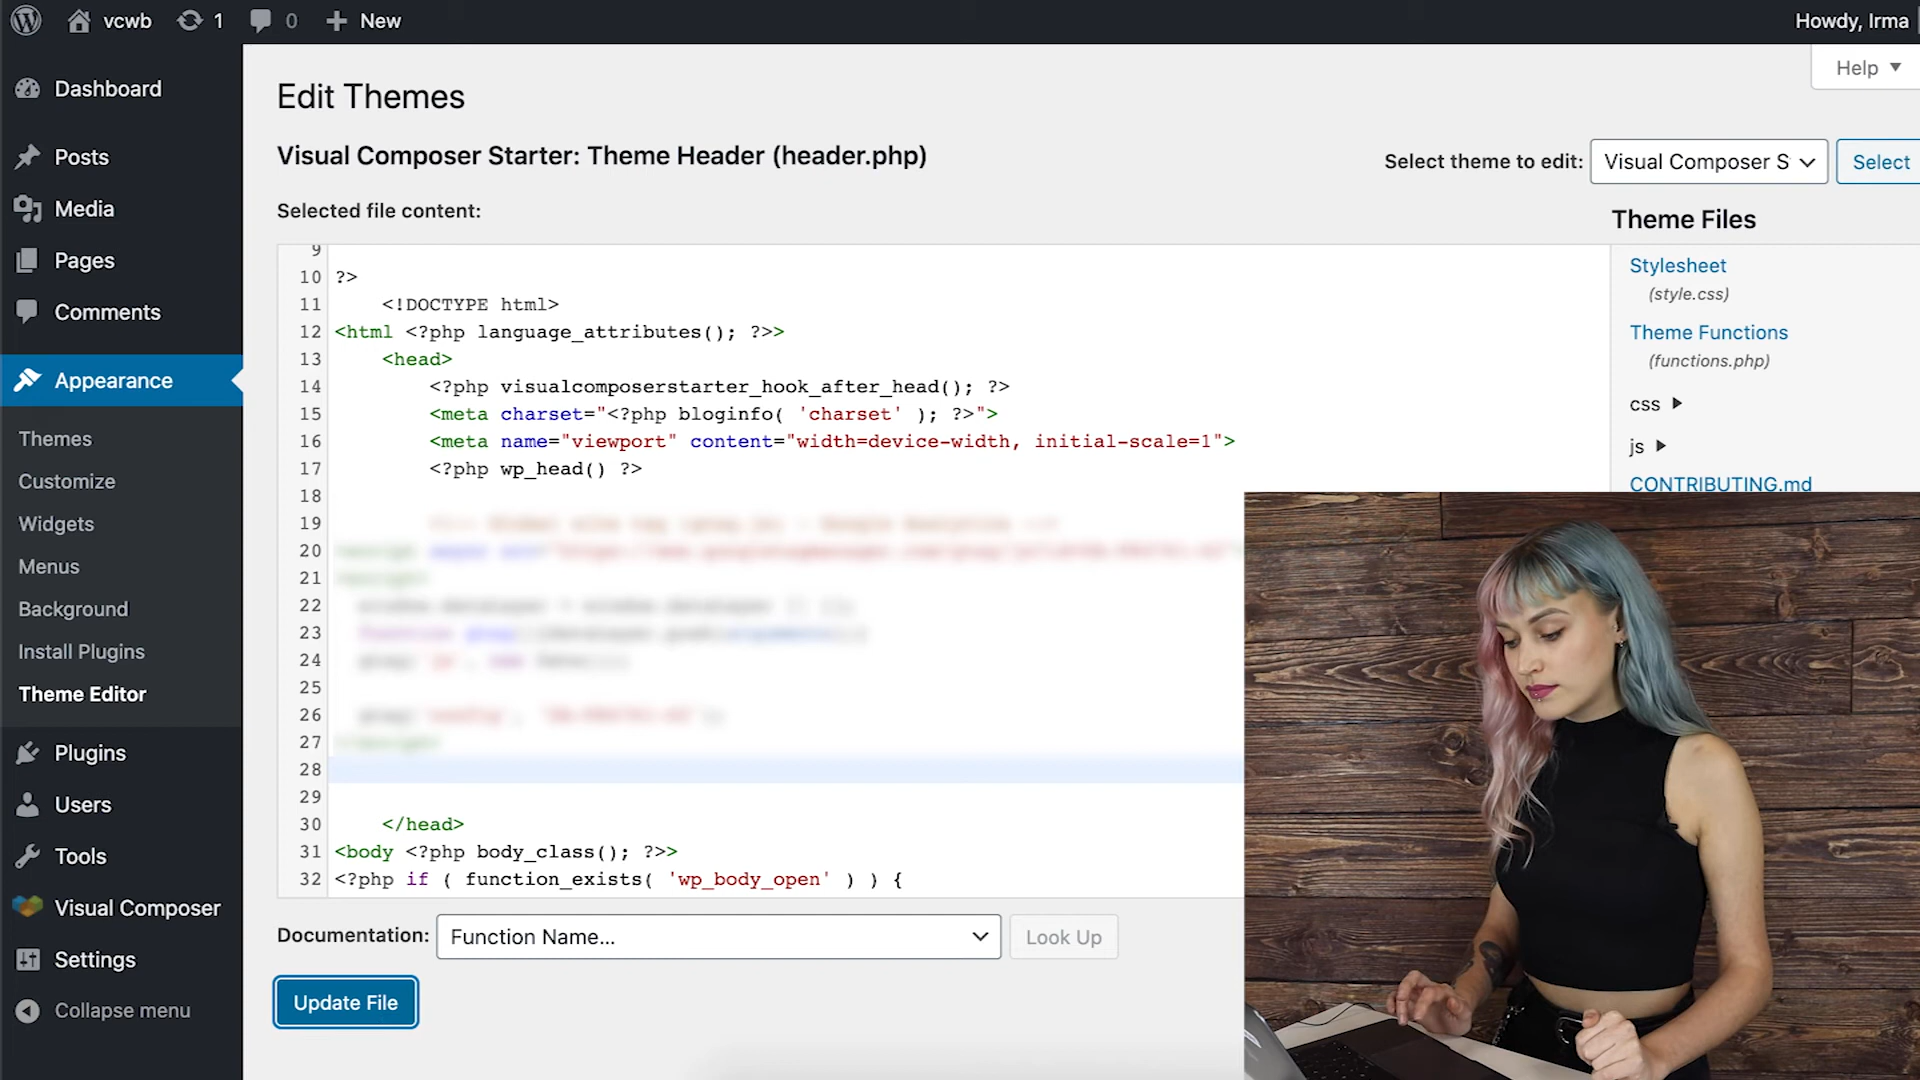 vcwb 1 0 New
Howdy, Irma
Help
Dashboard
Posts
Media
Pages
Comments
Appearance
Themes
Customize
Widgets
Menus
Background
Install Plugins
Theme Editor
Plugins
Users
Tools
Visual Composer
Settings
Collapse menu
Edit Themes
Visual Composer Starter: Theme Header (header.php)
Select theme to edit: Visual Composer S Select
Selected file content:
9
10 ?>
11 <!DOCTYPE html>
12 <html <?php language_attributes(); ?>>
13 <head>
14 <?php visualcomposerstarter_hook_after_head(); ?>
15 <meta charset="<?php bloginfo( 'charset' ); ?>">
16 <meta name="viewport" content="width=device-width, initial-scale=1">
17 <?php wp_head() ?>
18
19
20
21
22
23
24
25
26
27
28
29
30 </head>
31 <body <?php body_class(); ?>>
32 <?php if ( function_exists( 'wp_body_open' ) ) {
Theme Files
Stylesheet
(style.css)
Theme Functions
(functions.php)
css
js
CONTRIBUTING.md
Documentation: Function Name... Look Up
Update File